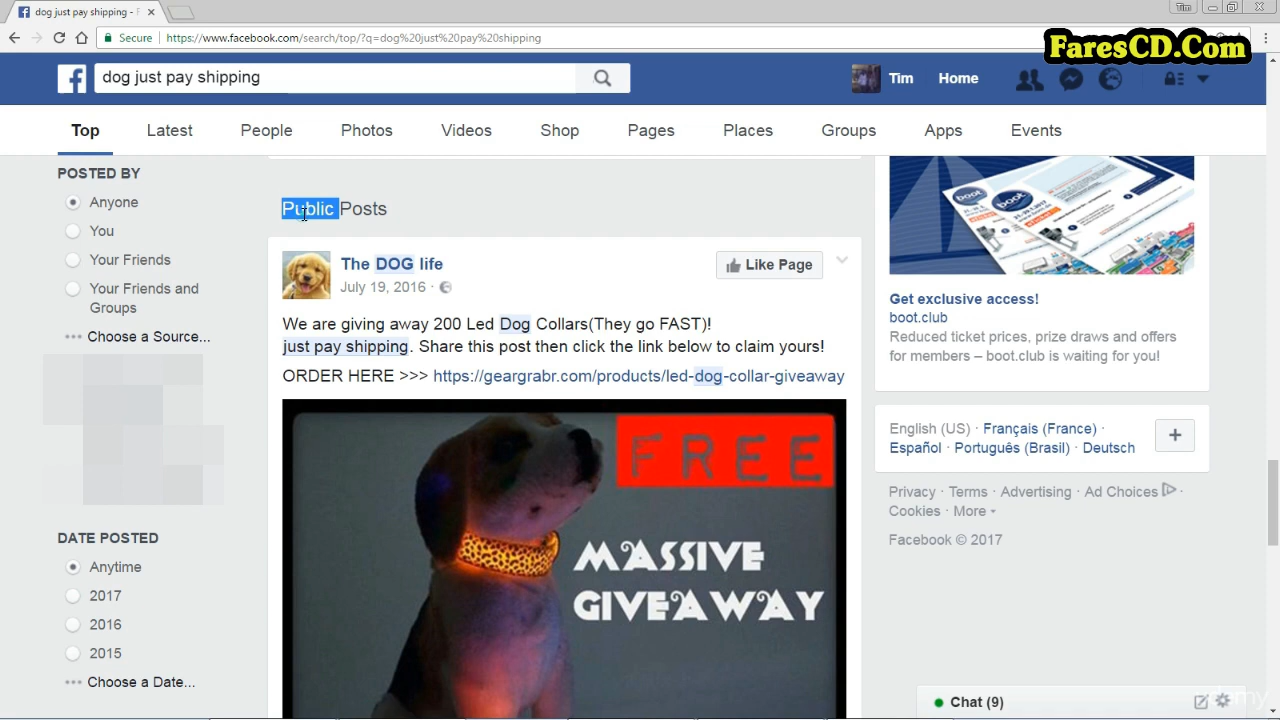 dog just pay shipping - F
Tim
Secure
https://www.facebook.com/search/top/?q=dog%20just%20pay%20shipping
FaresCD.Com
dog just pay shipping
Tim
Home
Top
Latest
People
Photos
Videos
Shop
Pages
Places
Groups
Apps
Events
POSTED BY
Anyone
You
Your Friends
Your Friends and
Groups
Choose a Source...
DATE POSTED
Anytime
2017
2016
2015
Choose a Date...
Public Posts
The DOG life
July 19, 2016
Like Page
We are giving away 200 Led Dog Collars(They go FAST)!
just pay shipping. Share this post then click the link below to claim yours!
ORDER HERE >>> https://geargrabr.com/products/led-dog-collar-giveaway
FREE
MASSIVE
GIVEAWAY
boot
boot
Get exclusive access!
boot.club
Reduced ticket prices, prize draws and offers
for members – boot.club is waiting for you!
English (US) · Français (France) ·
Español · Português (Brasil) · Deutsch
Privacy · Terms · Advertising · Ad Choices ·
Cookies · More
Facebook © 2017
Chat (9)